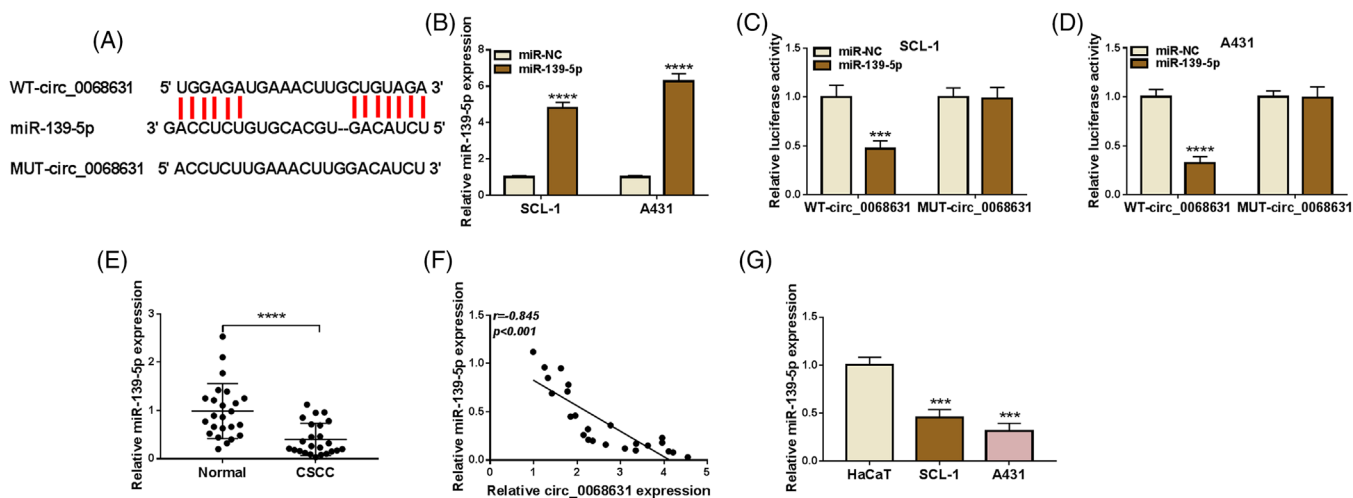 (A)
WT-circ_0068631 5' UGGAGAUGAAACUUGCUGUAGA 3'
miR-139-5p 3' GACCUCUGUGCACGU--GACAUCU 5'
MUT-circ_0068631 5' ACCUCUUGAAACUUGGACAUCU 3'
(B)
Relative miR-139-5p expression
miR-NC
miR-139-5p
8
6
4
2
0
****
****
SCL-1 A431
(C)
Relative luciferase activity
SCL-1
miR-NC
miR-139-5p
1.5
1.0
0.5
0.0
***
WT-circ_0068631 MUT-circ_0068631
(D)
Relative luciferase activity
A431
miR-NC
miR-139-5p
1.5
1.0
0.5
0.0
****
WT-circ_0068631 MUT-circ_0068631
(E)
Relative miR-139-5p expression
3
2
1
0
****
Normal CSCC
(F)
Relative miR-139-5p expression
r=-0.845
p<0.001
1.5
1.0
0.5
0.0
0 1 2 3 4 5
Relative circ_0068631 expression
(G)
Relative miR-139-5p expression
1.5
1.0
0.5
0.0
***
***
HaCaT SCL-1 A431